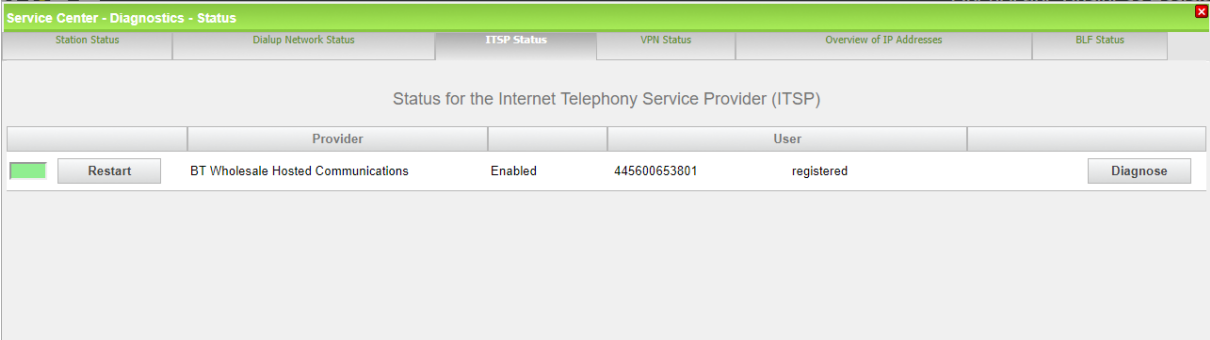 Service Center - Diagnostics - Status
Station Status Dialup Network Status ITSP Status VPN Status Overview of IP Addresses BLF Status
Status for the Internet Telephony Service Provider (ITSP)
Provider User
Restart BT Wholesale Hosted Communications Enabled 445600653801 registered Diagnose